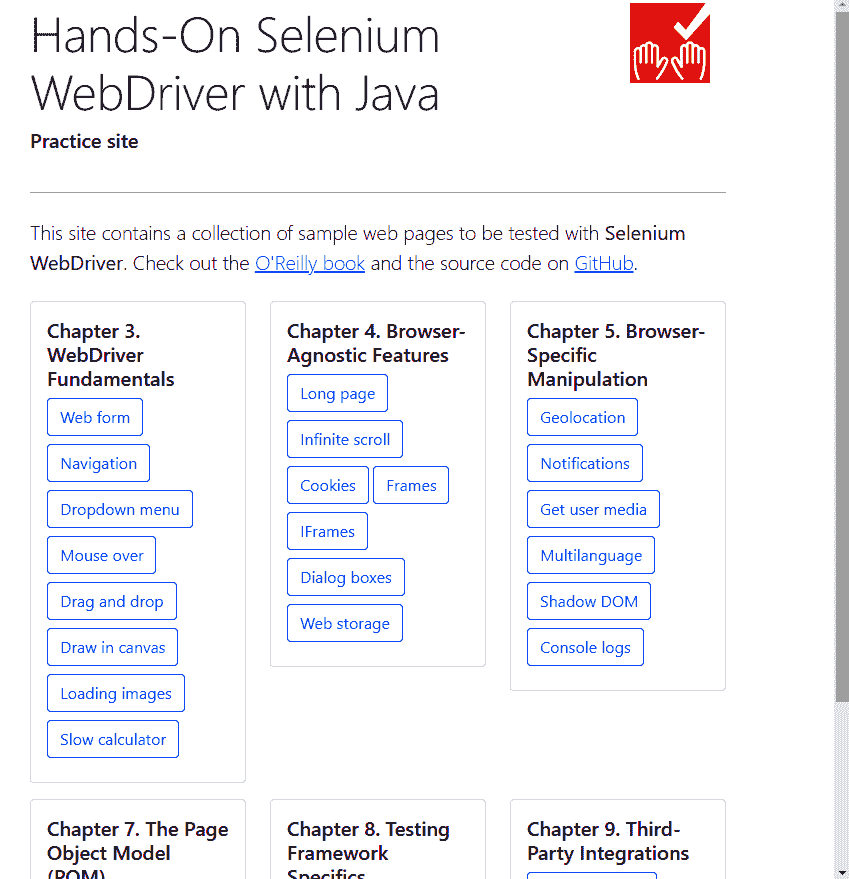 Hands-On Selenium
WebDriver with Java
Practice site
This site contains a collection of sample web pages to be tested with Selenium
WebDriver. Check out the O'Reilly book and the source code on GitHub.
Chapter 3.
WebDriver
Fundamentals
Web form
Navigation
Dropdown menu
Mouse over
Drag and drop
Draw in canvas
Loading images
Slow calculator
Chapter 4. Browser-
Agnostic Features
Long page
Infinite scroll
Cookies Frames
IFrames
Dialog boxes
Web storage
Chapter 5. Browser-
Specific
Manipulation
Geolocation
Notifications
Get user media
Multilanguage
Shadow DOM
Console logs
Chapter 7. The Page
Object Model
(POM)
Chapter 8. Testing
Framework
Specifics
Chapter 9. Third-
Party Integrations